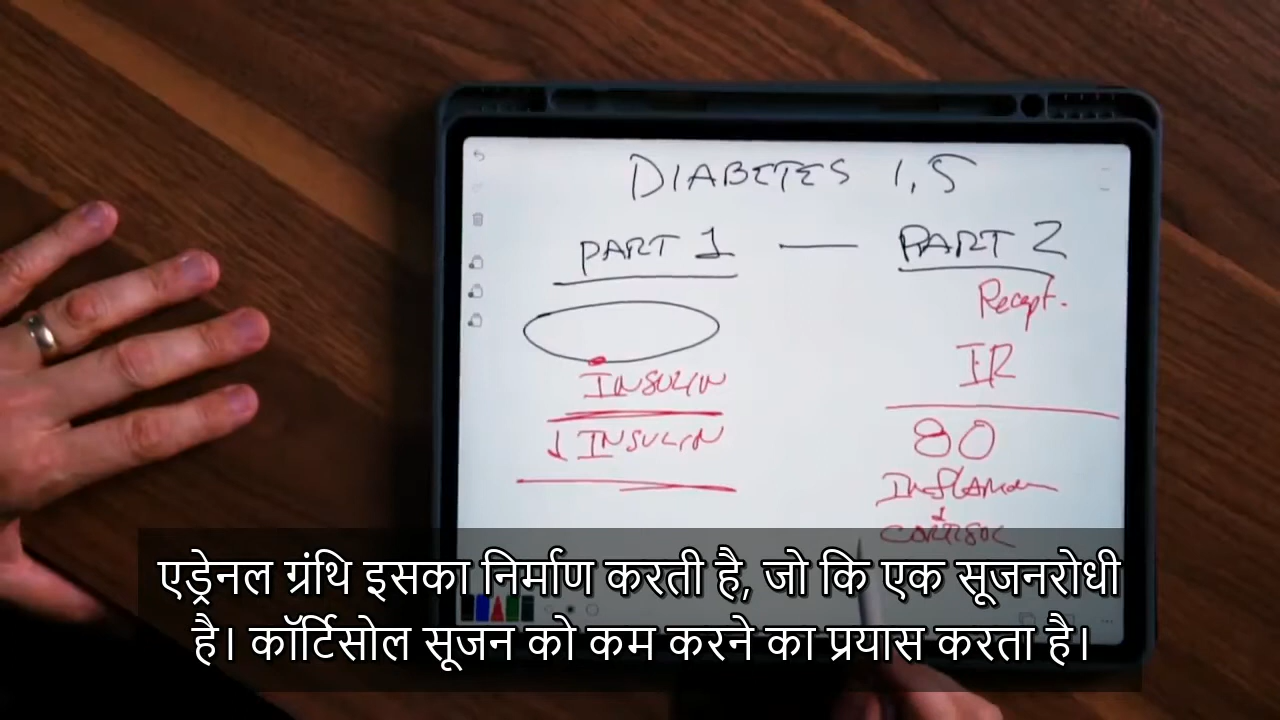 DIABETES 1,5
PART 1 — PART 2
Recept.
INSULIN
IR
↓ INSULIN
80
Inflamm
↓
CORTISOL
एड्रेनल ग्रंथि इसका निर्माण करती है, जो कि एक सूजनरोधी
है। कॉर्टिसोल सूजन को कम करने का प्रयास करता है।